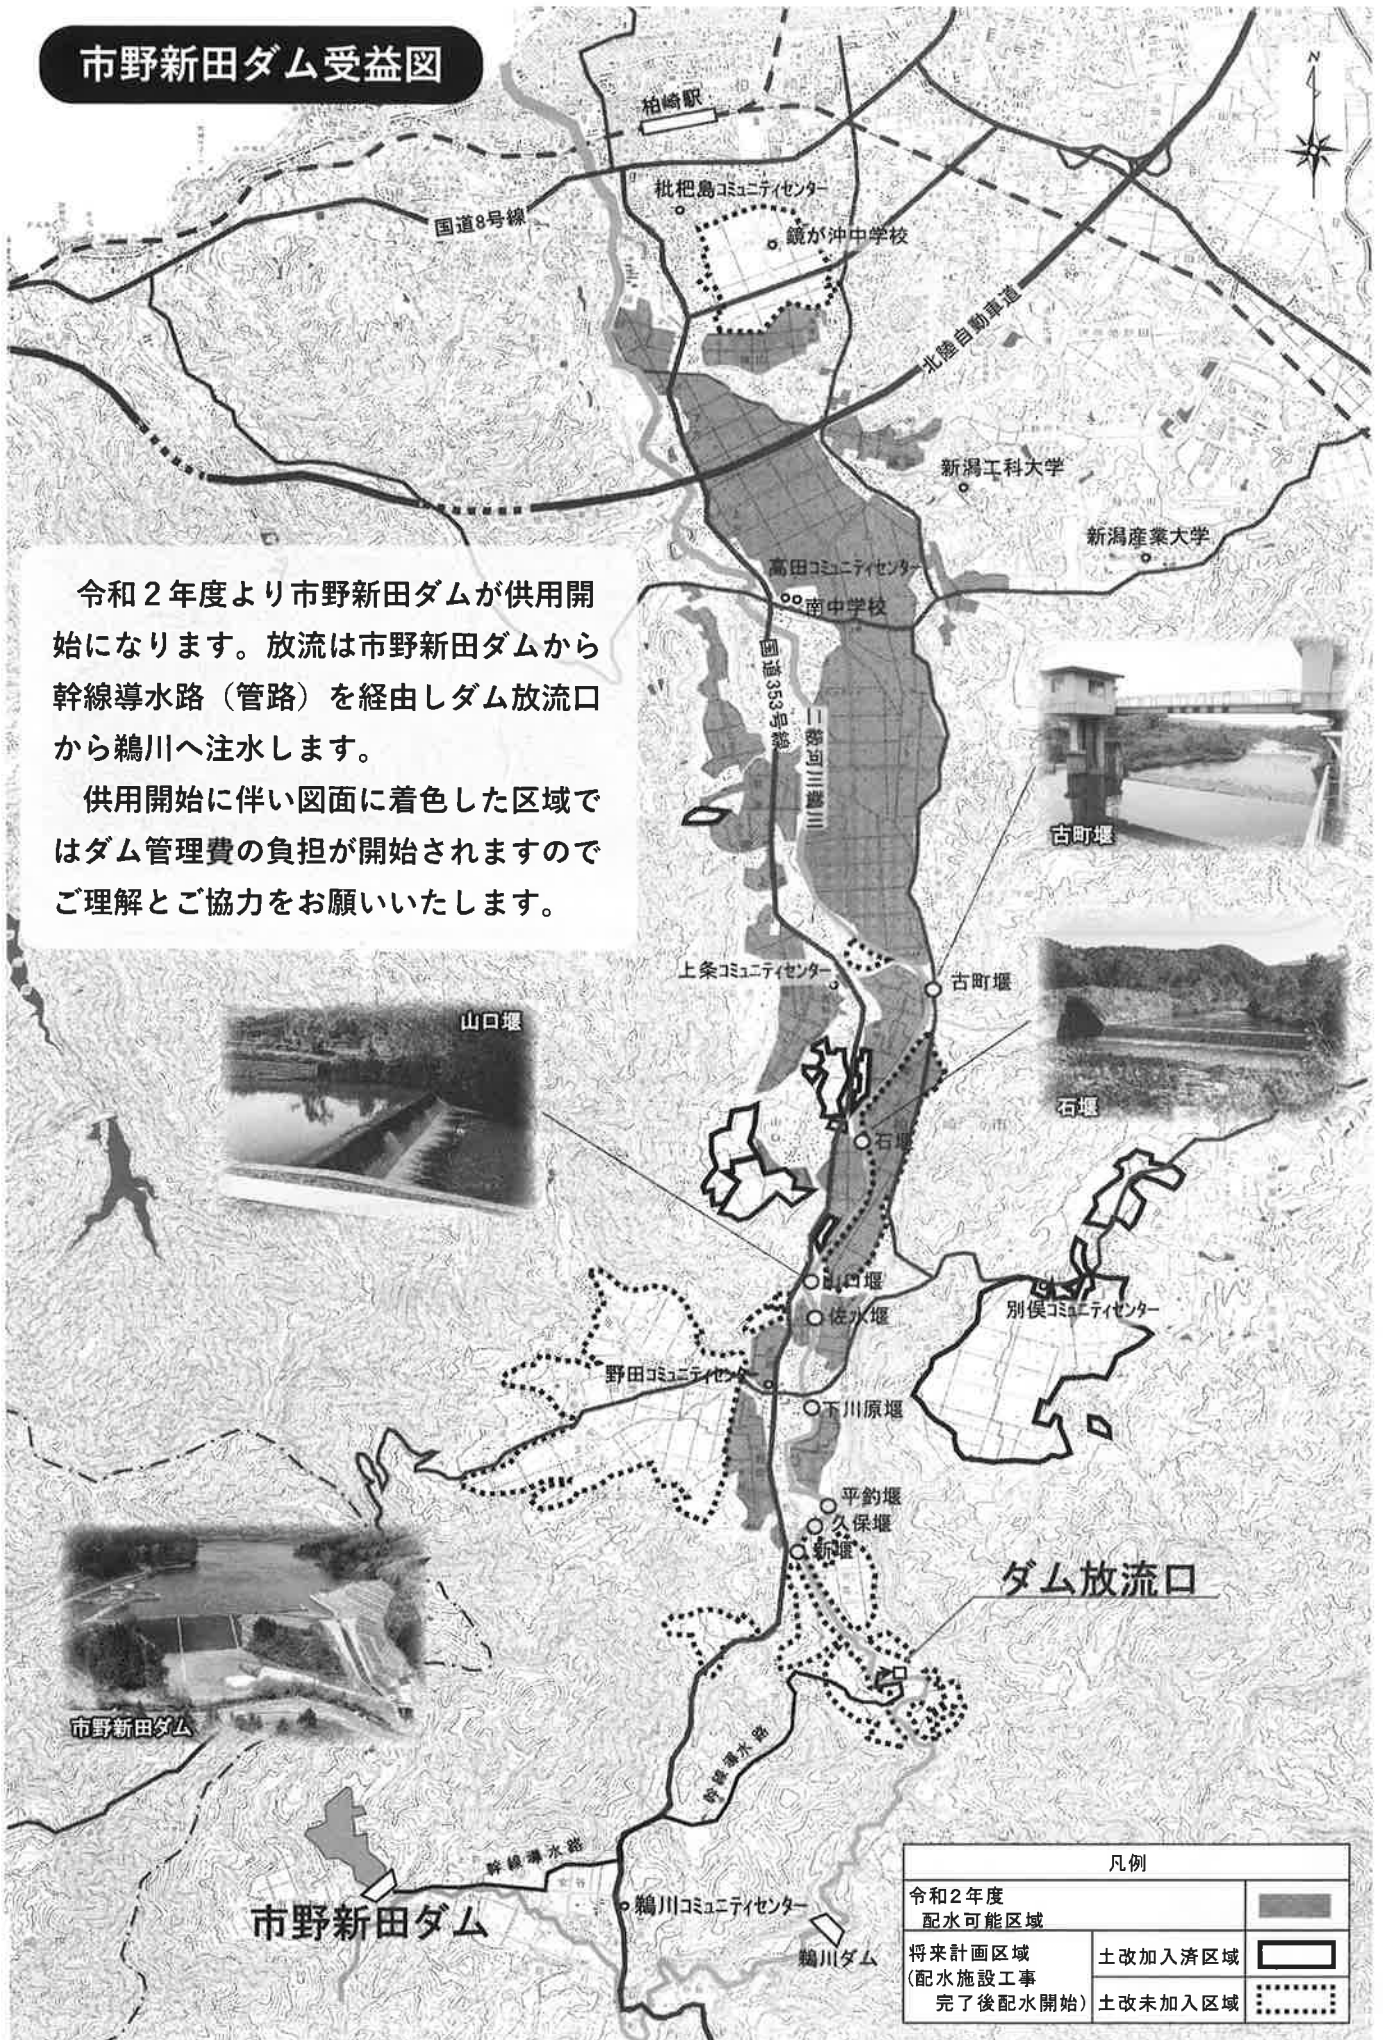 市野新田ダム受益図
N
柏崎駅
枇杷島コミュニティセンター
国道8号線
鏡が沖中学校
北陸自動車道
新潟工科大学
新潟産業大学
高田コミュニティセンター
南中学校
令和2年度より市野新田ダムが供用開
始になります。放流は市野新田ダムから
幹線導水路（管路）を経由しダム放流口
から鵜川へ注水します。
供用開始に伴い図面に着色した区域で
はダム管理費の負担が開始されますので
ご理解とご協力をお願いいたします。
国道353号線
二級河川鵜川
古町堰
上条コミュニティセンター
古町堰
山口堰
石堰
石堰
山口堰
別俣コミュニティセンター
佐水堰
野田コミュニティセンター
下川原堰
平釣堰
久保堰
新堰
ダム放流口
市野新田ダム
幹線導水路
幹線導水路
市野新田ダム
鵜川コミュニティセンター
鵜川ダム
凡例
令和2年度
配水可能区域
将来計画区域
(配水施設工事
完了後配水開始)
土改加入済区域
土改未加入区域